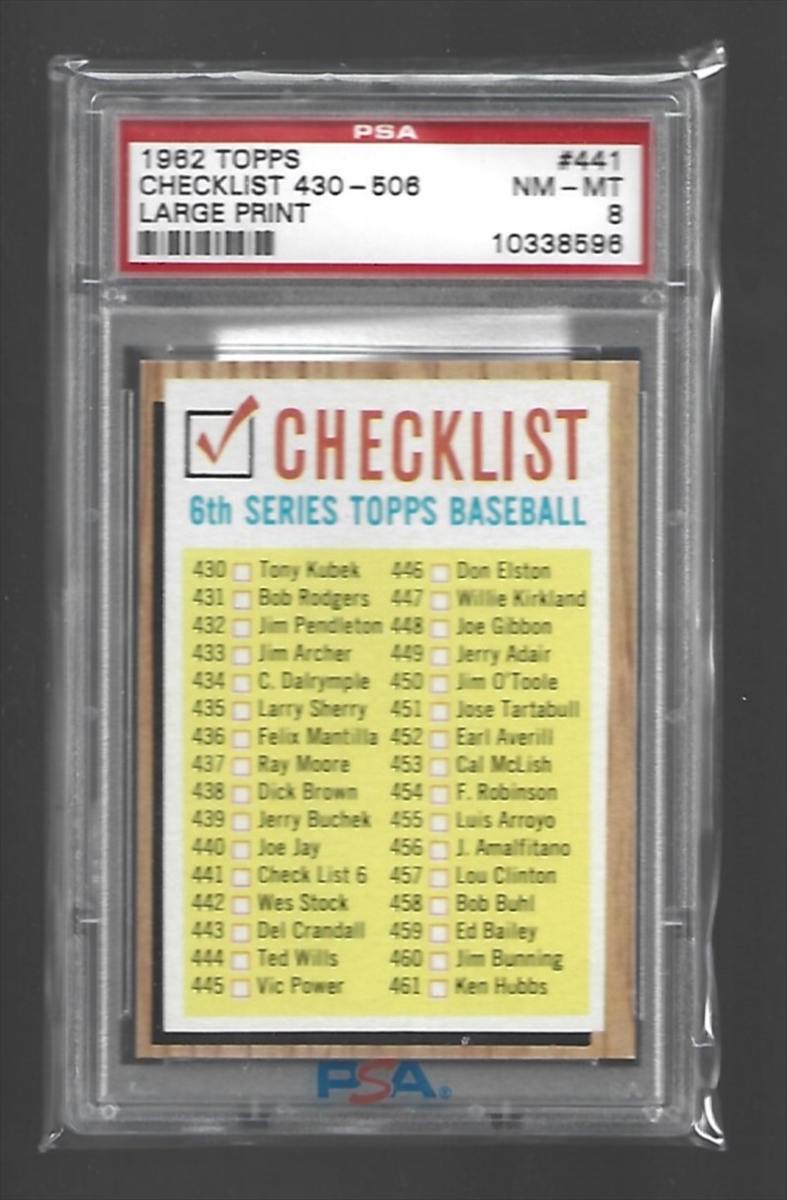 PSA
1962 TOPPS #441
CHECKLIST 430-506 NM-MT
LARGE PRINT 8
10338596
CHECKLIST
6th SERIES TOPPS BASEBALL
430 Tony Kubek
431 Bob Rodgers
432 Jim Pendleton
433 Jim Archer
434 C. Dalrymple
435 Larry Sherry
436 Felix Mantilla
437 Ray Moore
438 Dick Brown
439 Jerry Buchek
440 Joe Jay
441 Check List 6
442 Wes Stock
443 Del Crandall
444 Ted Wills
445 Vic Power
446 Don Elston
447 Willie Kirkland
448 Joe Gibbon
449 Jerry Adair
450 Jim O'Toole
451 Jose Tartabull
452 Earl Averill
453 Cal McLish
454 F. Robinson
455 Luis Arroyo
456 J. Amalfitano
457 Lou Clinton
458 Bob Buhl
459 Ed Bailey
460 Jim Bunning
461 Ken Hubbs
PSA®